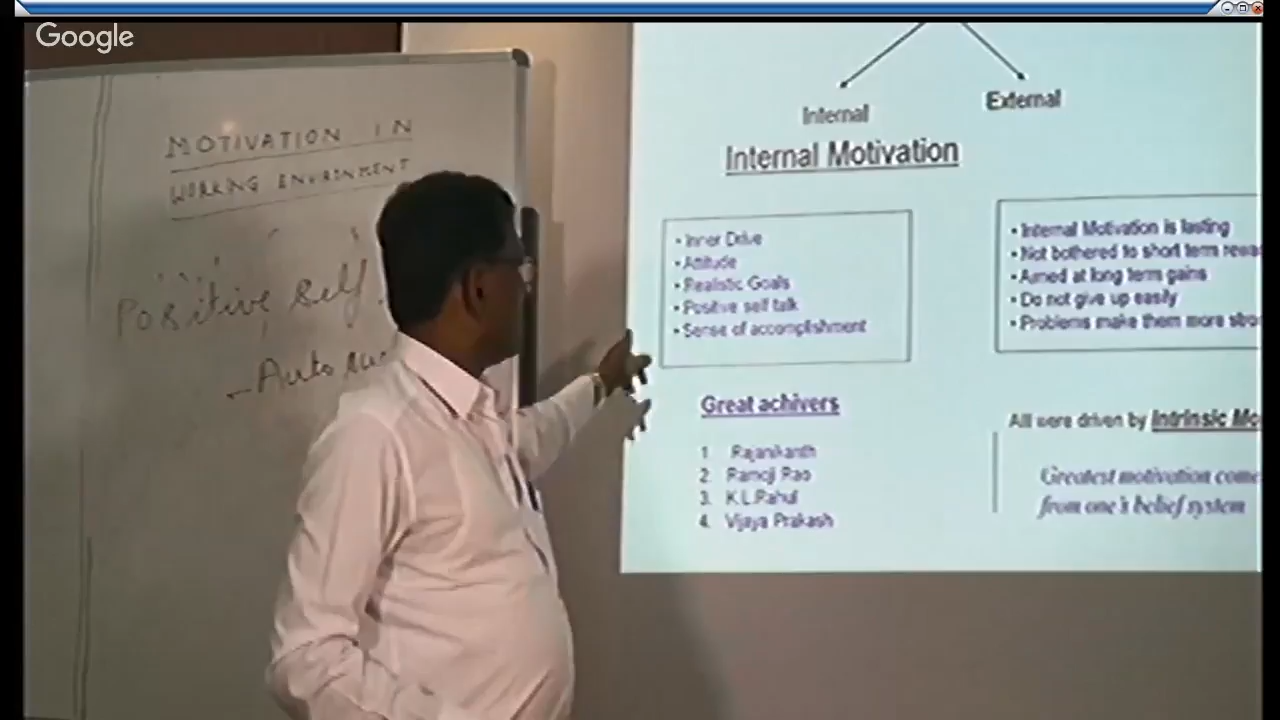 Google
MOTIVATION IN
WORKING ENVIRONMENT
Positive Self
- Auto
Internal
External
Internal Motivation
• Inner Drive
• Attitude
• Realistic Goals
• Positive self talk
• Sense of accomplishment
• Internal Motivation is lasting
• Not bothered to short term
• Aimed at long term gains
• Do not give up easily
• Problems make them more
Great achivers
1 Rajanikanth
2. Ramoji Rao
3. K.L.Rahul
4. Vijaya Prakash
All were driven by Intrinsic
Greatest motivation
from one's belief system